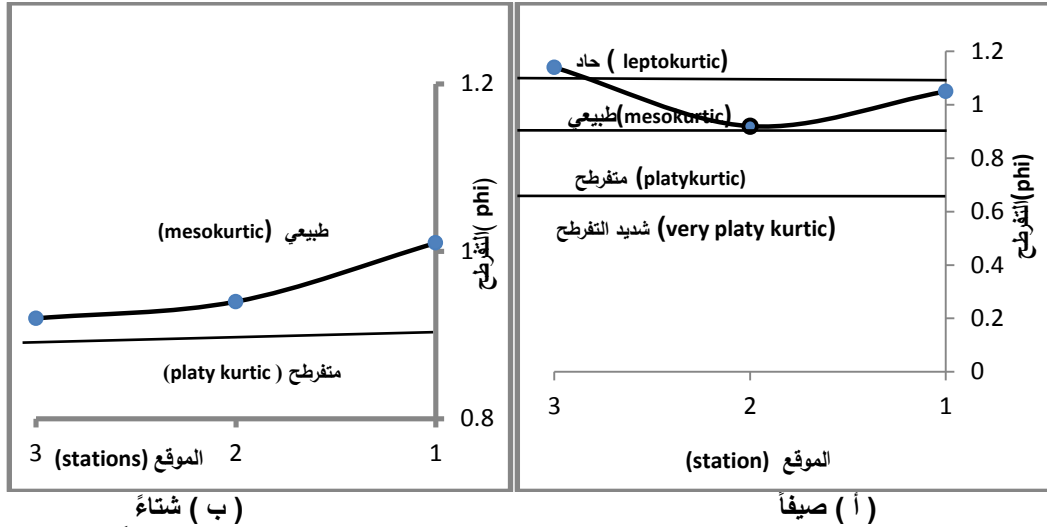 1.2
1
0.8
0.6
0.4
0.2
0
التفرطح(phi)
حاد ( leptokurtic)
طبيعي(mesokurtic)
متفرطح (platykurtic)
شديد التفرطح (very platy kurtic)
3 2 1
الموقع (station)
( أ ) صيفاً
1.2
1
0.8
التفرطح( phi)
طبيعي (mesokurtic)
متفرطح ( platy kurtic)
3 2 1
الموقع (stations)
( ب ) شتاءً